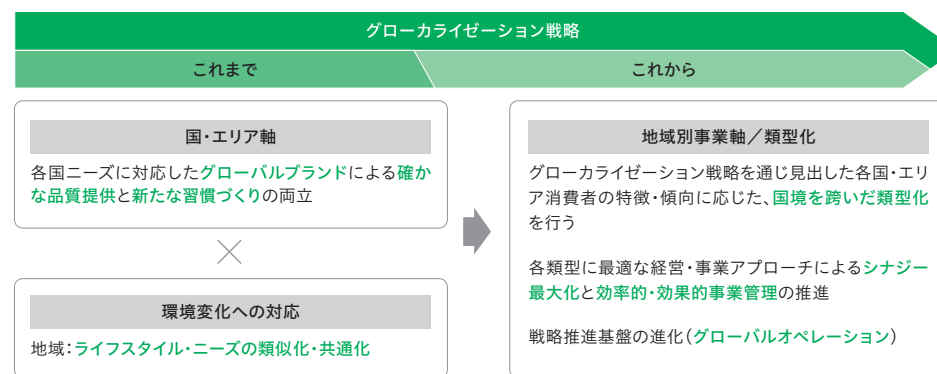 グローカライゼーション戦略
これまで
これから
国・エリア軸
各国ニーズに対応したグローバルブランドによる確か
な品質提供と新たな習慣づくりの両立
×
環境変化への対応
地域：ライフスタイル・ニーズの類似化・共通化
地域別事業軸／類型化
グローカライゼーション戦略を通じ見出した各国・エリ
ア消費者の特徴・傾向に応じた、国境を跨いだ類型化
を行う
各類型に最適な経営・事業アプローチによるシナジー
最大化と効率的・効果的事業管理の推進
戦略推進基盤の進化（グローバルオペレーション）